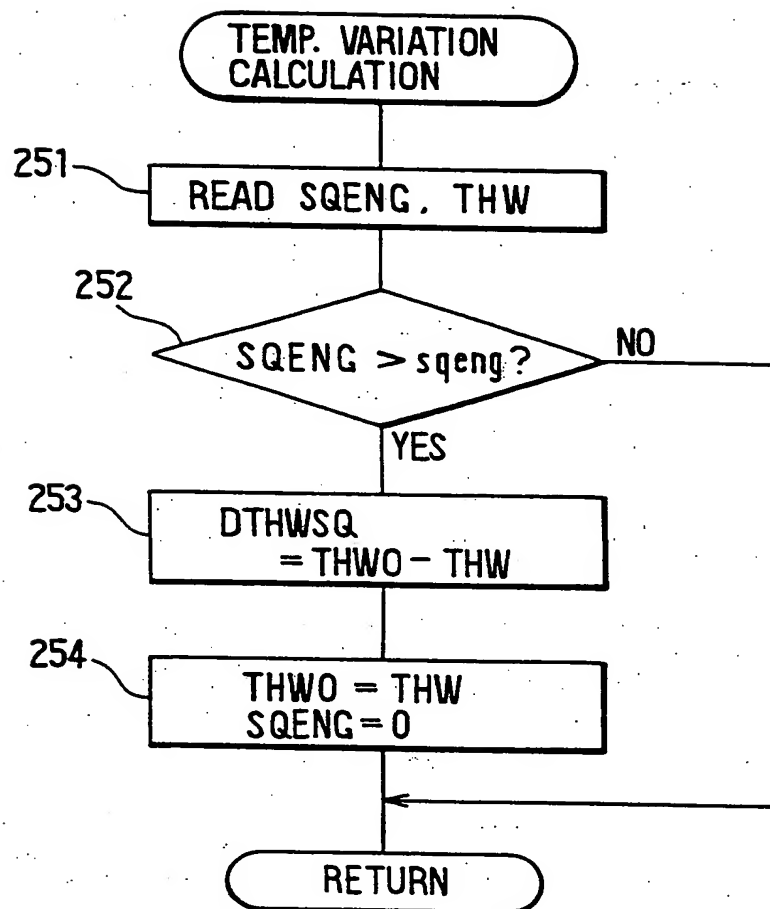 TEMP. VARIATION
CALCULATION
251
READ SQENG. THW
252
SQENG > sqeng?
NO
YES
253
DTHWSQ
= THWO - THW
254
THWO = THW
SQENG = 0
RETURN